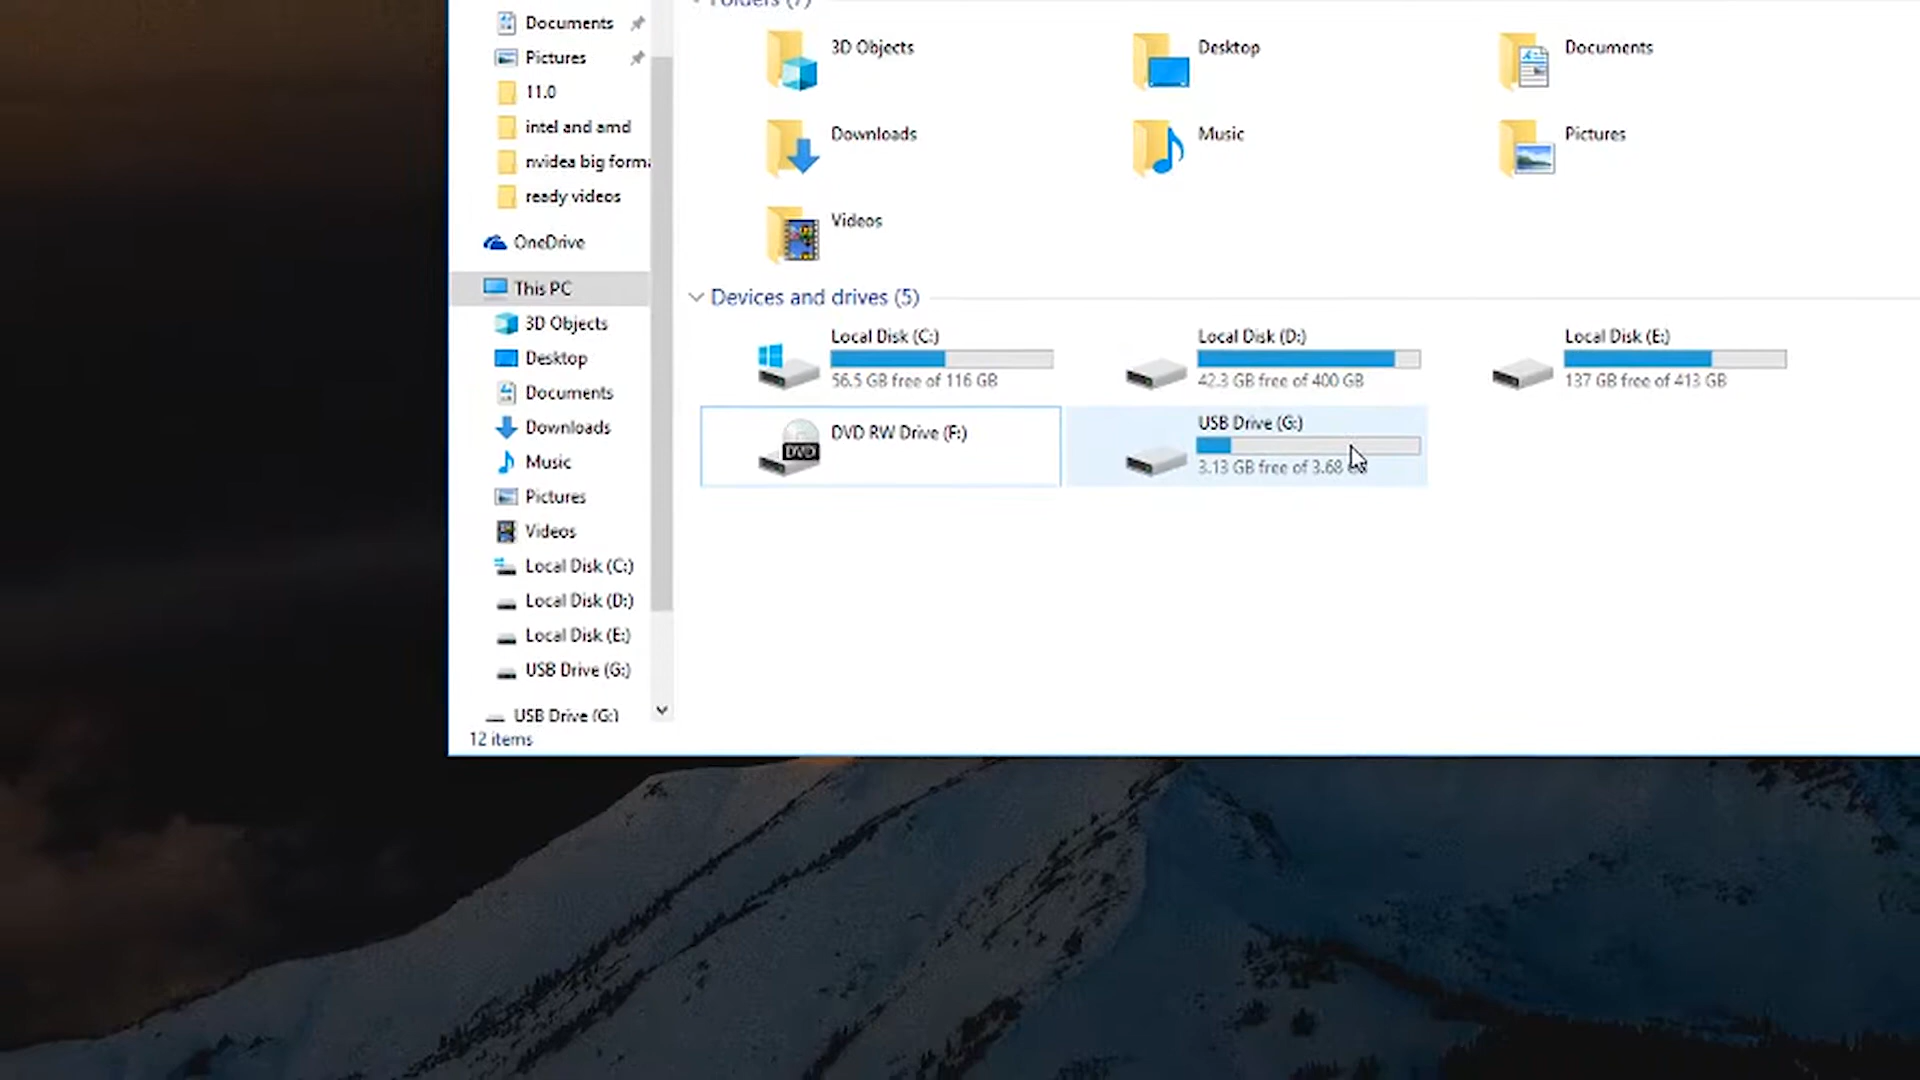 Folders (7)
Documents
Pictures
11.0
intel and amd
nvidea big forma
ready videos
OneDrive
This PC
3D Objects
Desktop
Documents
Downloads
Music
Pictures
Videos
Local Disk (C:)
Local Disk (D:)
Local Disk (E:)
USB Drive (G:)
USB Drive (G:)
12 items
3D Objects
Desktop
Documents
Downloads
Music
Pictures
Videos
Devices and drives (5)
Local Disk (C:)
56.5 GB free of 116 GB
Local Disk (D:)
42.3 GB free of 400 GB
Local Disk (E:)
137 GB free of 413 GB
DVD RW Drive (F:)
DVD
USB Drive (G:)
3.13 GB free of 3.68